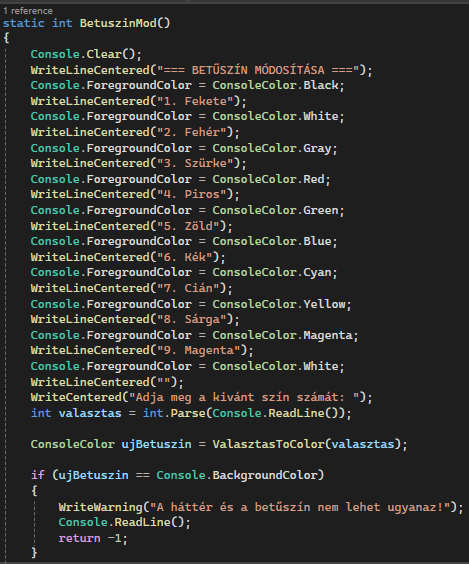 1 reference
static int BetuszinMod()
{
Console.Clear();
WriteLineCentered("=== BETŰSZÍN MÓDOSÍTÁSA ===");
Console.ForegroundColor = ConsoleColor.Black;
WriteLineCentered("1. Fekete");
Console.ForegroundColor = ConsoleColor.White;
WriteLineCentered("2. Fehér");
Console.ForegroundColor = ConsoleColor.Gray;
WriteLineCentered("3. Szürke");
Console.ForegroundColor = ConsoleColor.Red;
WriteLineCentered("4. Piros");
Console.ForegroundColor = ConsoleColor.Green;
WriteLineCentered("5. Zöld");
Console.ForegroundColor = ConsoleColor.Blue;
WriteLineCentered("6. Kék");
Console.ForegroundColor = ConsoleColor.Cyan;
WriteLineCentered("7. Cián");
Console.ForegroundColor = ConsoleColor.Yellow;
WriteLineCentered("8. Sárga");
Console.ForegroundColor = ConsoleColor.Magenta;
WriteLineCentered("9. Magenta");
Console.ForegroundColor = ConsoleColor.White;
WriteLineCentered("");
WriteCentered("Adja meg a kívánt szín számát: ");
int valasztas = int.Parse(Console.ReadLine());
ConsoleColor ujBetuszin = ValasztasToColor(valasztas);
if (ujBetuszin == Console.BackgroundColor)
{
WriteWarning("A háttér és a betűszín nem lehet ugyanaz!");
Console.ReadLine();
return -1;
}